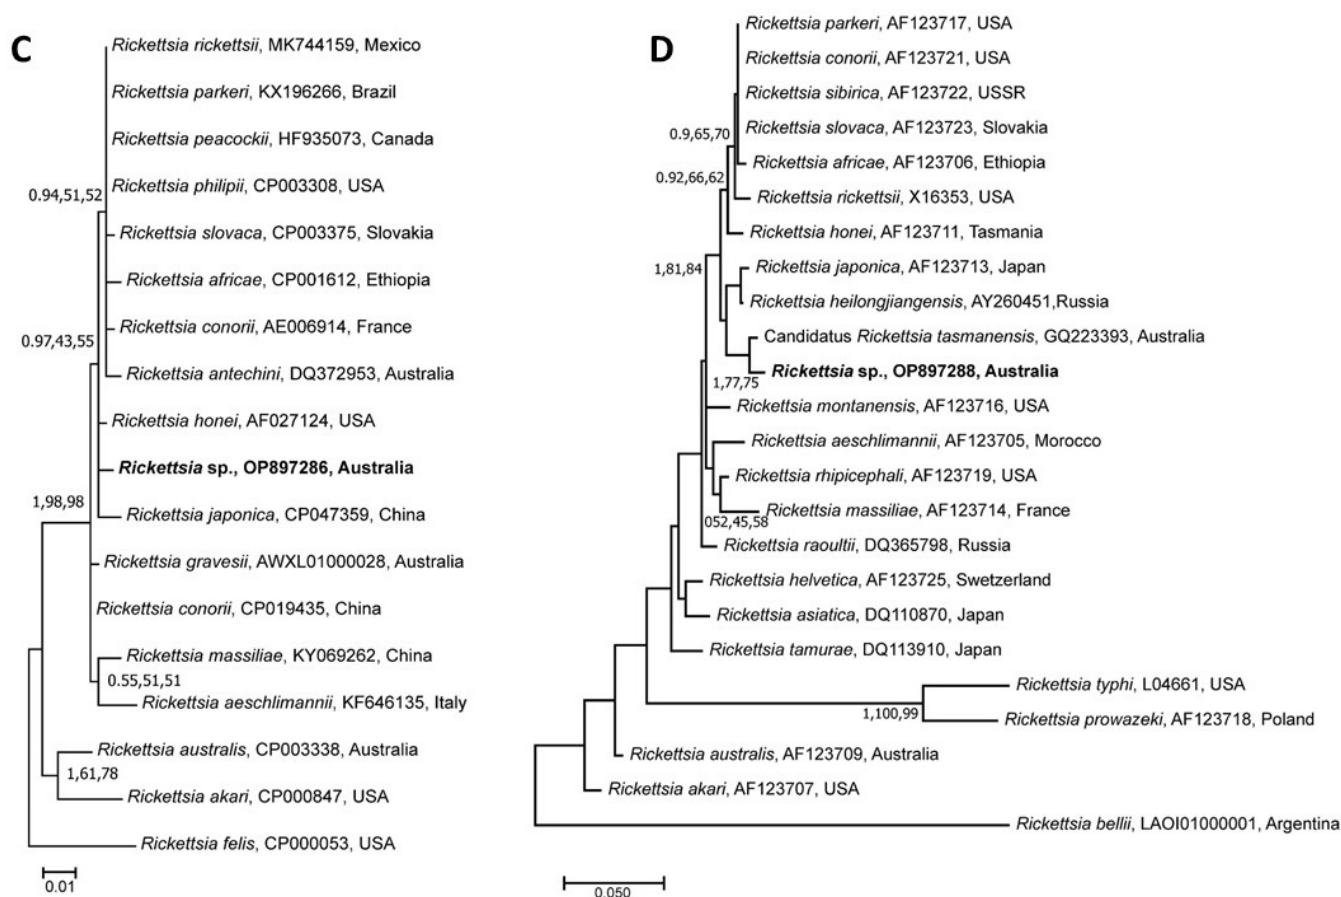 C
Rickettsia rickettsii, MK744159, Mexico
Rickettsia parkeri, KX196266, Brazil
Rickettsia peacockii, HF935073, Canada
Rickettsia philipii, CP003308, USA
0.94,51,52
Rickettsia slovaca, CP003375, Slovakia
Rickettsia africae, CP001612, Ethiopia
Rickettsia conorii, AE006914, France
0.97,43,55
Rickettsia antechini, DQ372953, Australia
Rickettsia honei, AF027124, USA
Rickettsia sp., OP897286, Australia
Rickettsia japonica, CP047359, China
1,98,98
Rickettsia gravesii, AWXL01000028, Australia
Rickettsia conorii, CP019435, China
Rickettsia massiliae, KY069262, China
0.55,51,51
Rickettsia aeschlimannii, KF646135, Italy
Rickettsia australis, CP003338, Australia
1,61,78
Rickettsia akari, CP000847, USA
Rickettsia felis, CP000053, USA
0.01
D
Rickettsia parkeri, AF123717, USA
Rickettsia conorii, AF123721, USA
Rickettsia sibirica, AF123722, USSR
Rickettsia slovaca, AF123723, Slovakia
0.9,65,70
Rickettsia africae, AF123706, Ethiopia
0.92,66,62
Rickettsia rickettsii, X16353, USA
Rickettsia honei, AF123711, Tasmania
1,81,84
Rickettsia japonica, AF123713, Japan
Rickettsia heilongjiangensis, AY260451,Russia
Candidatus Rickettsia tasmanensis, GQ223393, Australia
Rickettsia sp., OP897288, Australia
1,77,75
Rickettsia montanensis, AF123716, USA
Rickettsia aeschlimannii, AF123705, Morocco
Rickettsia rhipicephali, AF123719, USA
Rickettsia massiliae, AF123714, France
052,45,58
Rickettsia raoultii, DQ365798, Russia
Rickettsia helvetica, AF123725, Swetzerland
Rickettsia asiatica, DQ110870, Japan
Rickettsia tamurae, DQ113910, Japan
Rickettsia typhi, L04661, USA
1,100,99
Rickettsia prowazeki, AF123718, Poland
Rickettsia australis, AF123709, Australia
Rickettsia akari, AF123707, USA
Rickettsia bellii, LAOI01000001, Argentina
0.050